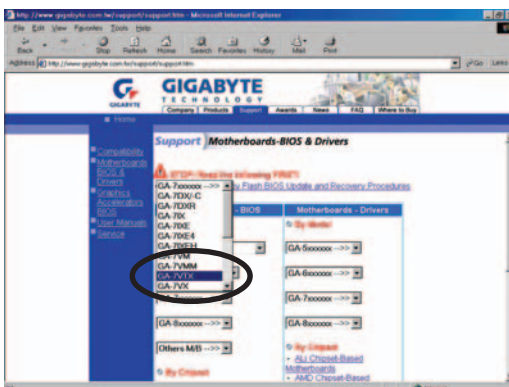 http://www.gigabyte.com.tw/support/support.htm - Microsoft Internet Explorer
File Edit View Favorites Tools Help
Back Stop Refresh Home Search Favorites History Mail Print
Address http://www.gigabyte.com.tw/support/support.htm Go Links
GIGABYTE
GIGABYTE
TECHNOLOGY
Company Products Support Awards News FAQ Where to Buy
Home
Support Motherboards-BIOS & Drivers
Compatibility
Motherboards
BIOS &
Drivers
Graphics
Accelerators
BIOS
User Manuals
Service
STOP! Read the following FIRST!
y Flash BIOS Update and Recovery Procedures
GA-7xxxxxx -->>
GA-7DX/-C
GA-7DXR
GA-7IX
GA-7IXE
GA-7IXE4
GA-7IXEH
GA-7VM
GA-7VMM
GA-7VTX
GA-7VX
- BIOS
Motherboards - Drivers
By Model
GA-5xxxxxx -->>
GA-6xxxxxx -->>
GA-7xxxxxx -->>
GA-8xxxxxx -->>
GA-8xxxxxx -->>
Others M/B -->>
By Chipset
By Chipset
- ALi Chipset-Based
Motherboards
- AMD Chipset-Based